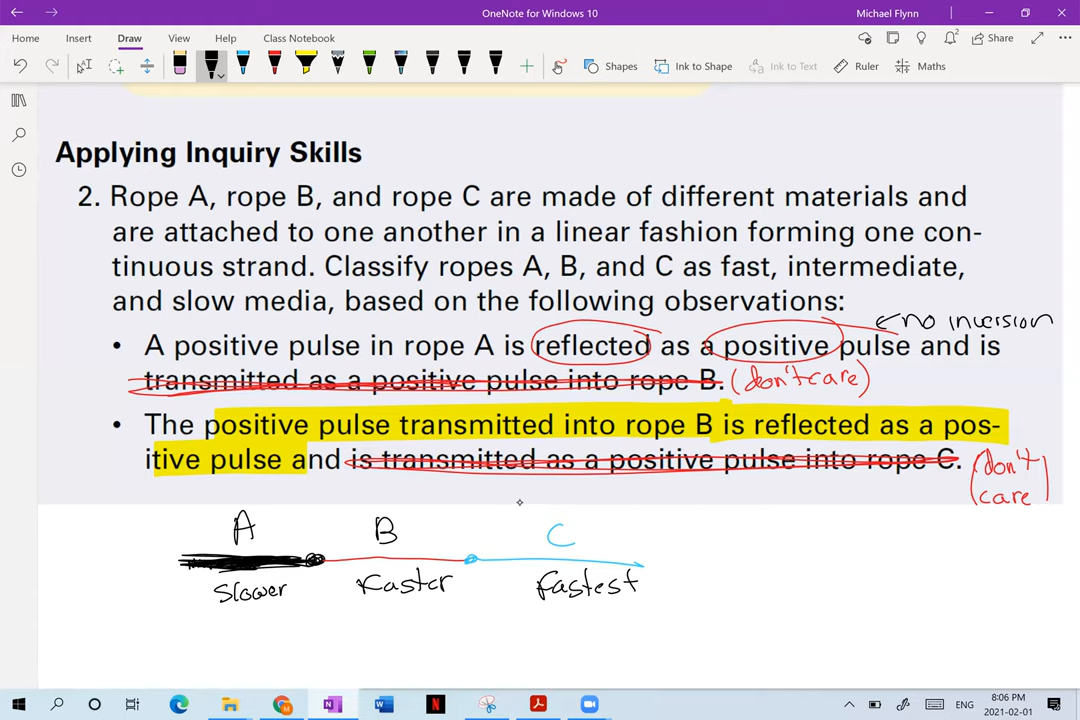 OneNote for Windows 10
Michael Flynn
Home Insert Draw View Help Class Notebook
Share
Shapes Ink to Shape Ink to Text Ruler Maths
Applying Inquiry Skills
2. Rope A, rope B, and rope C are made of different materials and
are attached to one another in a linear fashion forming one con-
tinuous strand. Classify ropes A, B, and C as fast, intermediate,
and slow media, based on the following observations:
no inversion
• A positive pulse in rope A is reflected as a positive pulse and is
transmitted as a positive pulse into rope B. (don't care)
• The positive pulse transmitted into rope B is reflected as a pos-
itive pulse and is transmitted as a positive pulse into rope C.
(don't
care)
A B C
Slower Faster Fastest
ENG
8:06 PM
2021-02-01